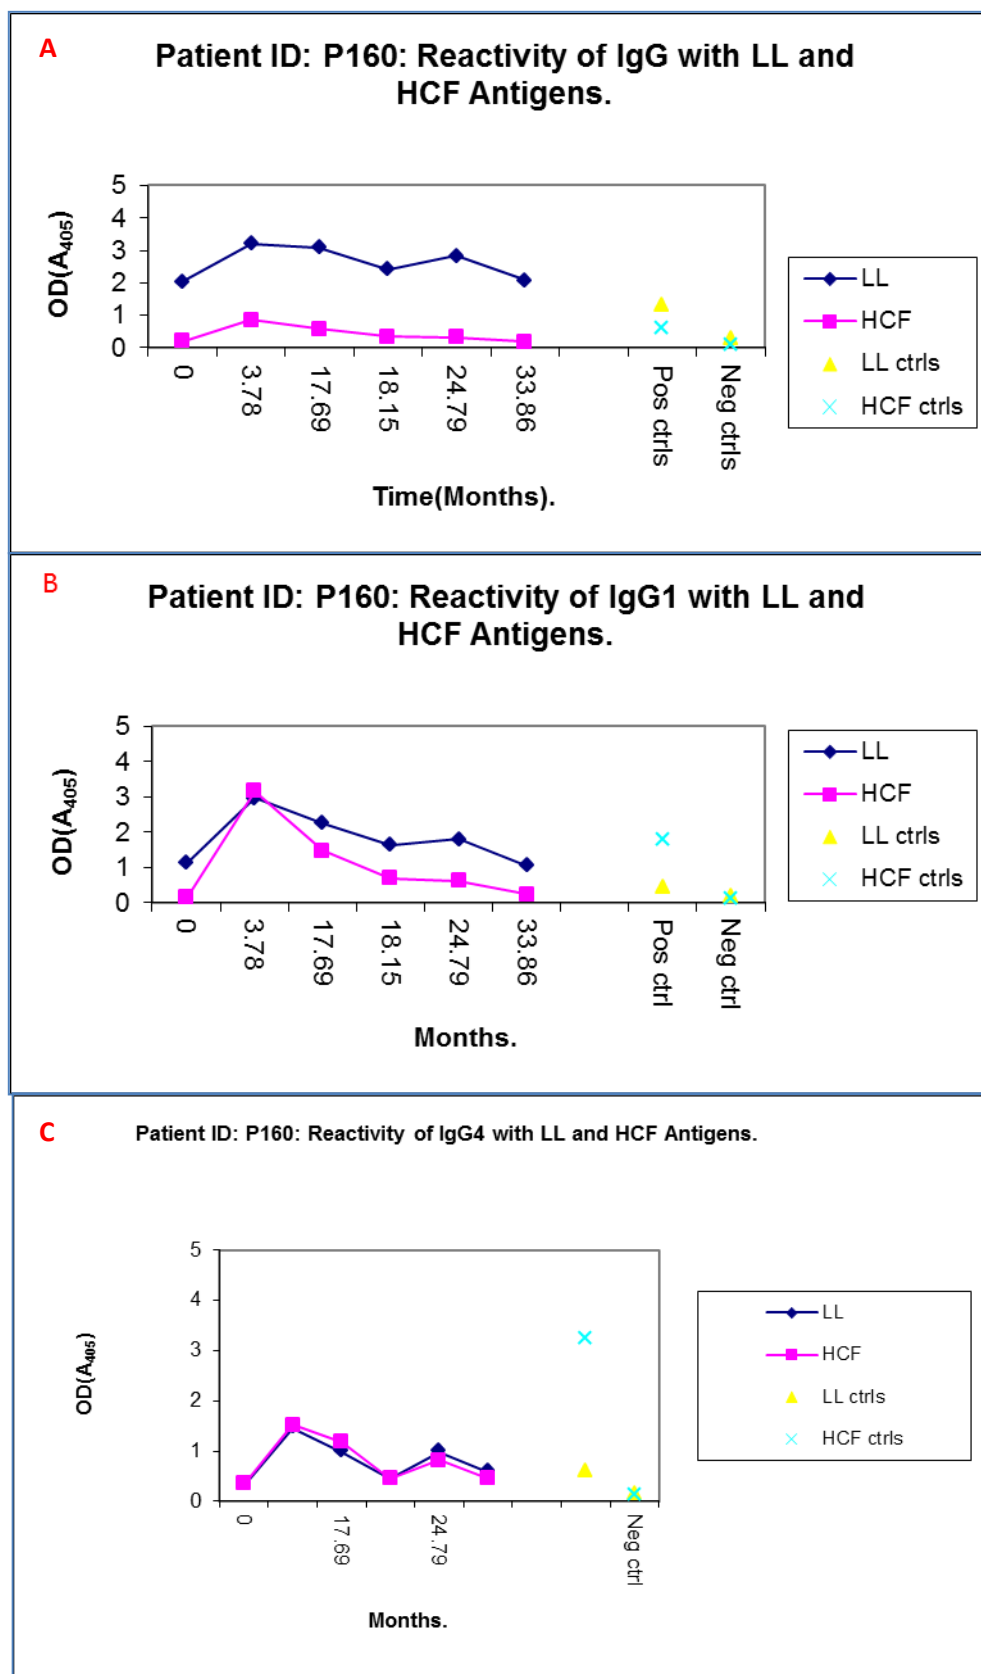 A
Patient ID: P160: Reactivity of IgG with LL and
HCF Antigens.
OD(A405)
5
4
3
2
1
0
0
3.78
17.69
18.15
24.79
33.86
Pos ctrls
Neg ctrls
Time(Months).
LL
HCF
LL ctrls
HCF ctrls
B
Patient ID: P160: Reactivity of IgG1 with LL and
HCF Antigens.
OD(A405)
5
4
3
2
1
0
0
3.78
17.69
18.15
24.79
33.86
Pos ctrl
Neg ctrl
Months.
LL
HCF
LL ctrls
HCF ctrls
C
Patient ID: P160: Reactivity of IgG4 with LL and HCF Antigens.
OD(A405)
5
4
3
2
1
0
0
17.69
24.79
Neg ctrl
Months.
LL
HCF
LL ctrls
HCF ctrls